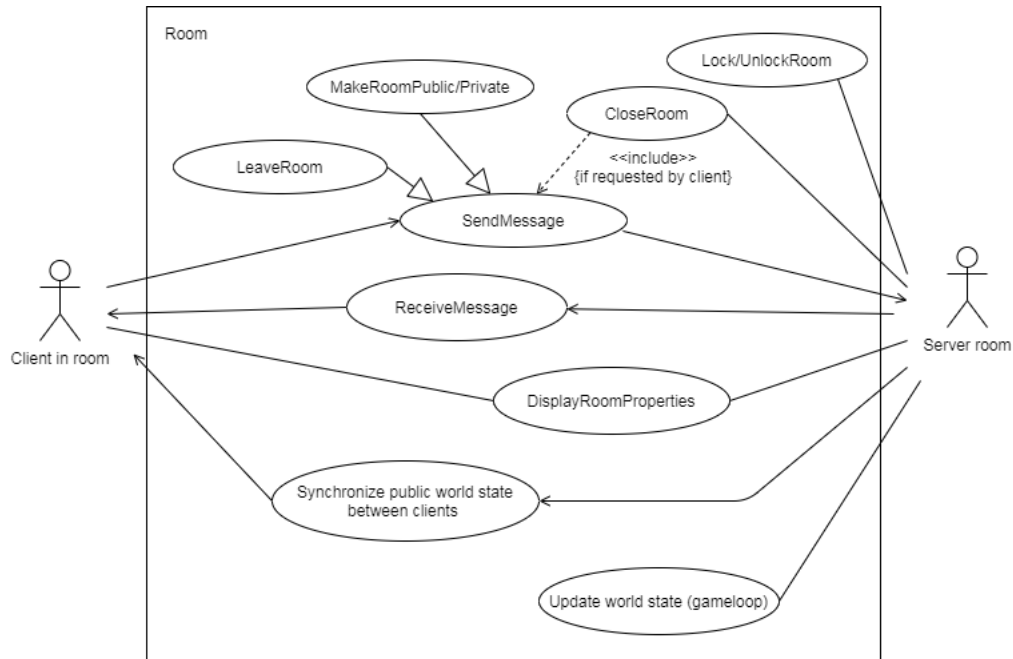 Room
Lock/UnlockRoom
MakeRoomPublic/Private
CloseRoom
<<include>>
{if requested by client}
LeaveRoom
SendMessage
ReceiveMessage
Client in room
Server room
DisplayRoomProperties
Synchronize public world state
between clients
Update world state (gameloop)